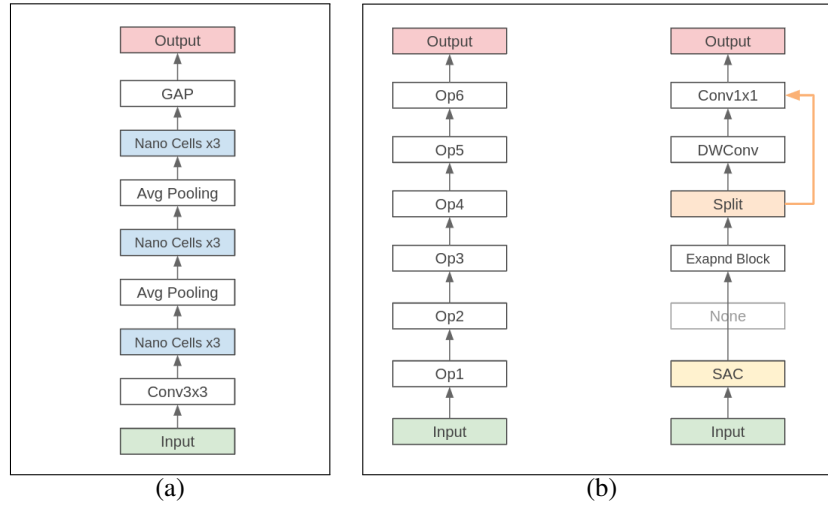 Output
GAP
Nano Cells x3
Avg Pooling
Nano Cells x3
Avg Pooling
Nano Cells x3
Conv3x3
Input
(a)
Output
Op6
Op5
Op4
Op3
Op2
Op1
Input
Output
Conv1x1
DWConv
Split
Exapnd Block
None
SAC
Input
(b)